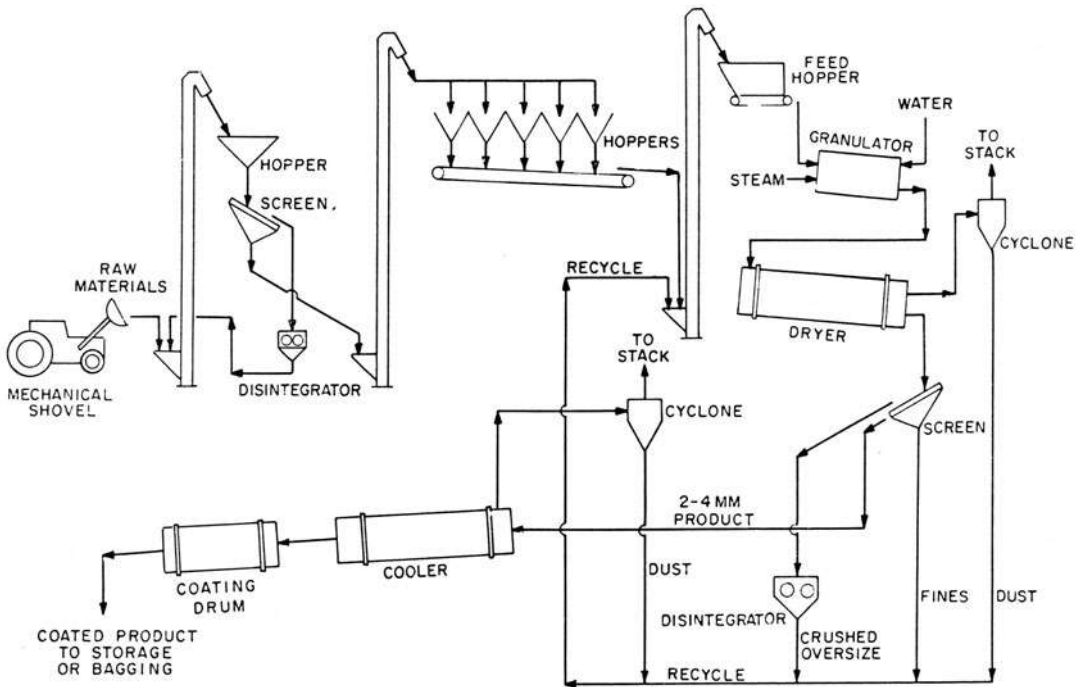 FEED
HOPPER
WATER
GRANULATOR
TO
STACK
HOPPERS
HOPPER
STEAM
SCREEN.
CYCLONE
RAW
MATERIALS
RECYCLE
DRYER
TO
STACK
DISINTEGRATOR
MECHANICAL
SHOVEL
CYCLONE
SCREEN
2-4 MM
PRODUCT
COOLER
DUST
COATING
DRUM
FINES
DUST
DISINTEGRATOR
COATED PRODUCT
TO STORAGE
OR BAGGING
CRUSHED
OVERSIZE
RECYCLE